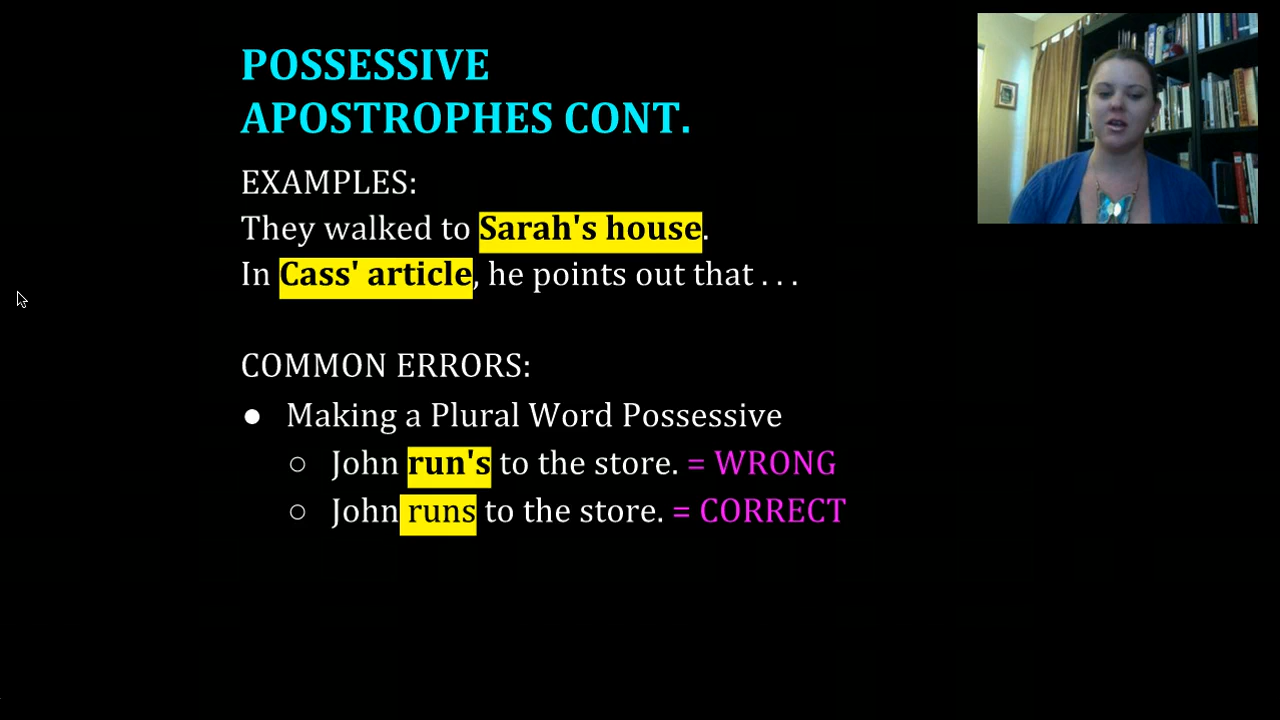 POSSESSIVE
APOSTROPHES CONT.
EXAMPLES:
They walked to Sarah's house.
In Cass' article, he points out that . . .
COMMON ERRORS:
● Making a Plural Word Possessive
○ John run's to the store. = WRONG
○ John runs to the store. = CORRECT